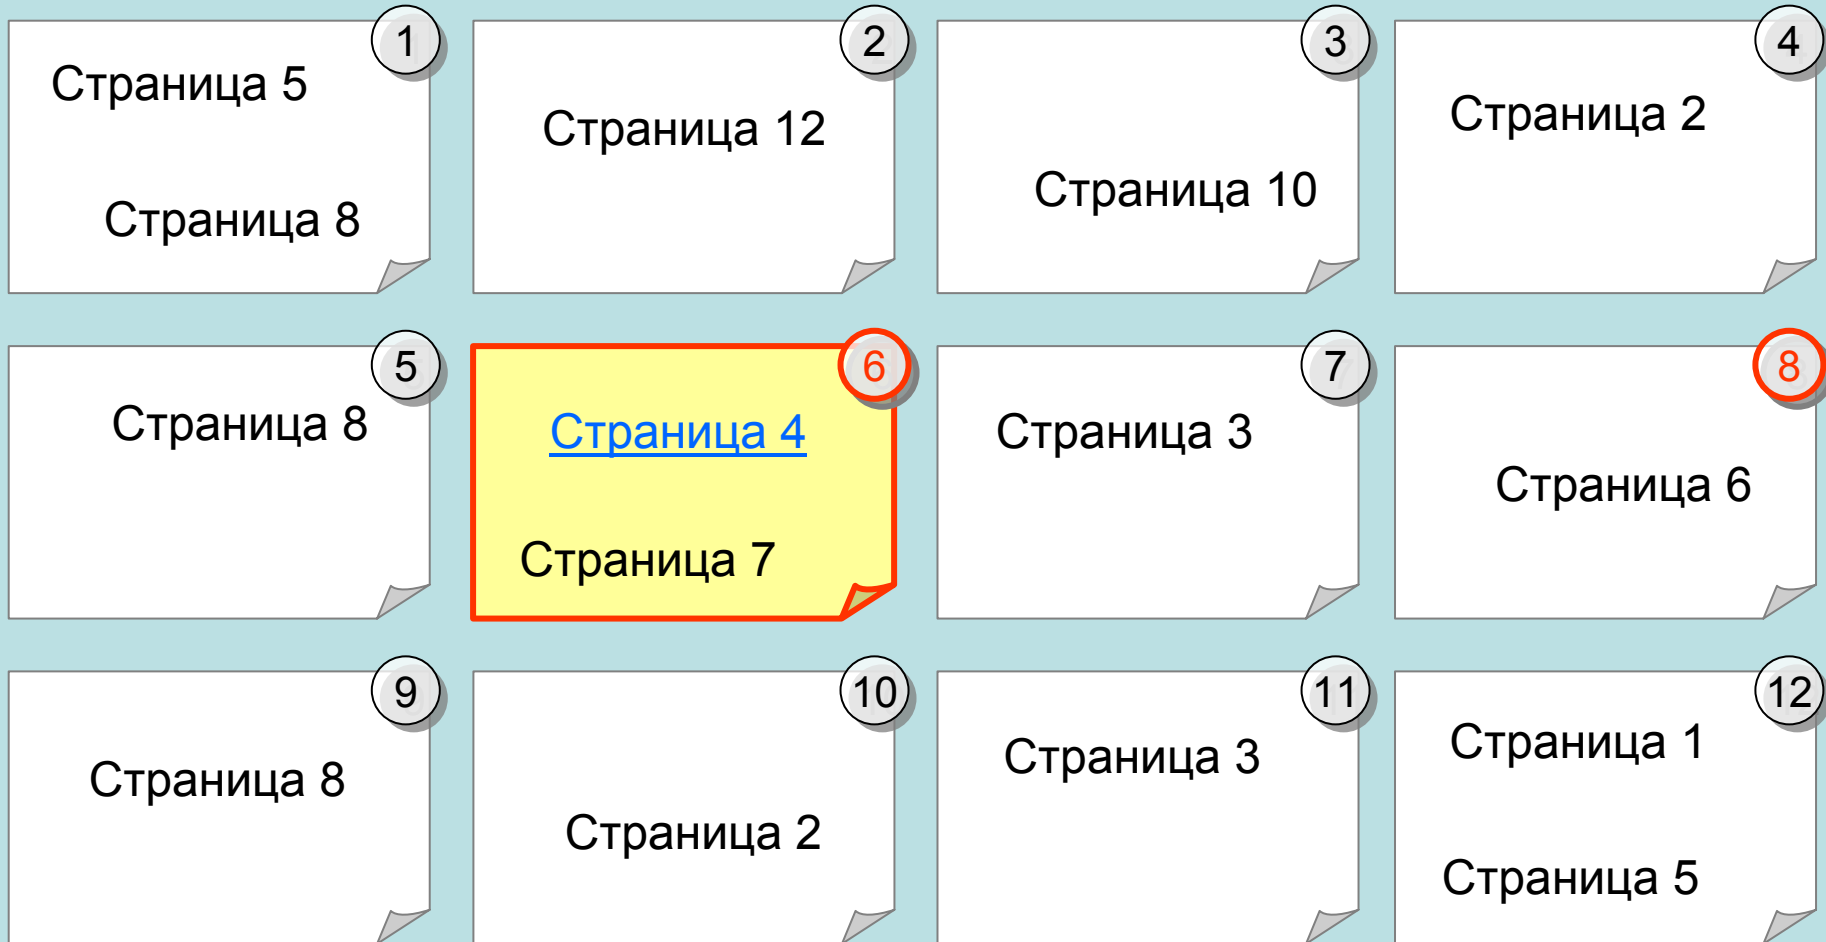 1
Страница 5
Страница 8
2
Страница 12
3
Страница 10
4
Страница 2
5
Страница 8
6
Страница 4
Страница 7
7
Страница 3
8
Страница 6
9
Страница 8
10
Страница 2
11
Страница 3
12
Страница 1
Страница 5